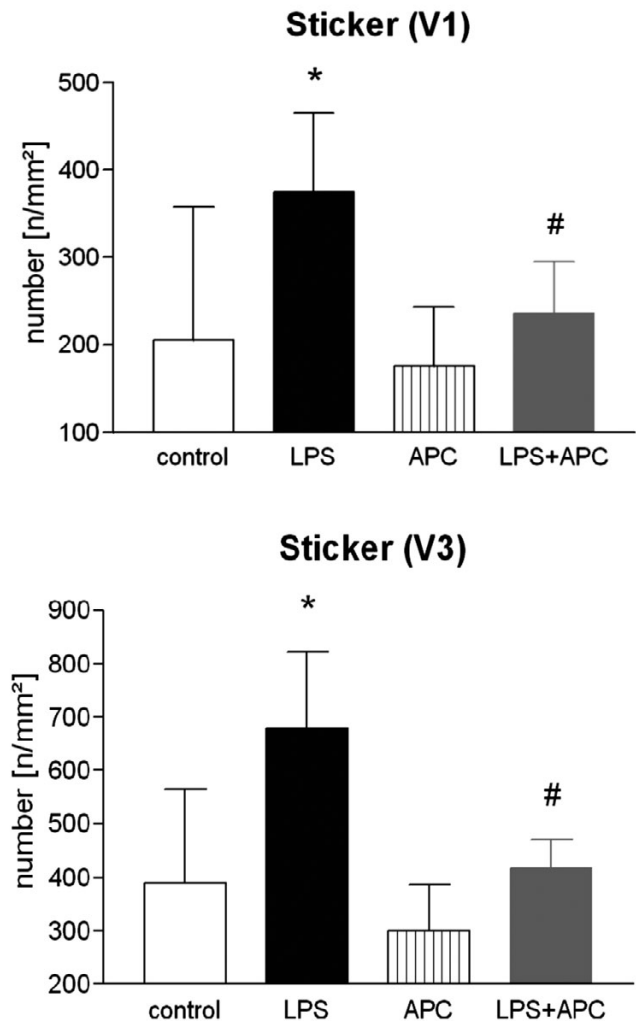 Sticker (V1)
*
500
400
#
300
200
100
number [n/mm²]
control LPS APC LPS+APC
Sticker (V3)
*
900
800
700
600
#
500
400
300
200
number [n/mm²]
control LPS APC LPS+APC